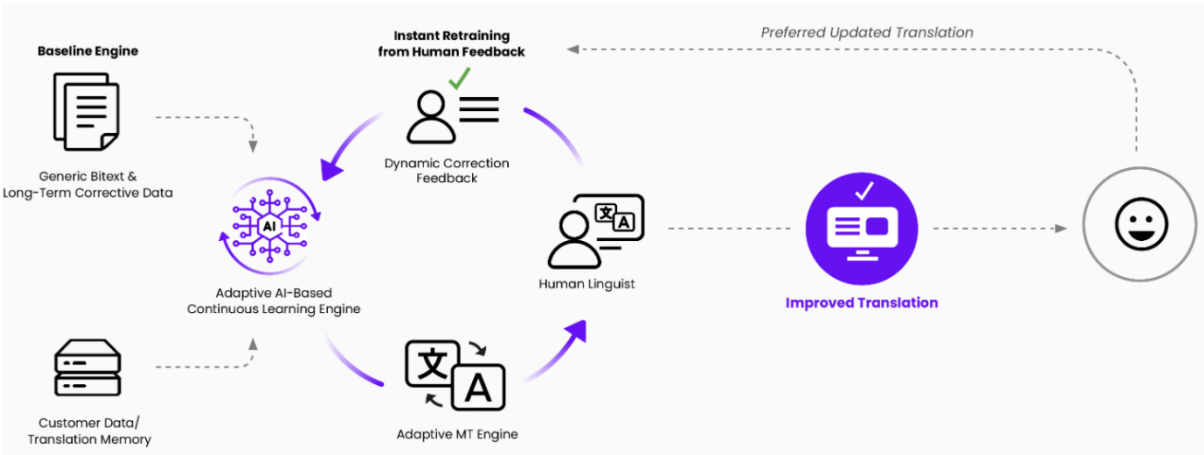 Baseline Engine
Generic Bitext &
Long-Term Corrective Data
Instant Retraining
from Human Feedback
Dynamic Correction
Feedback
Preferred Updated Translation
AI
Adaptive AI-Based
Continuous Learning Engine
文
A
Human Linguist
Improved Translation
Customer Data/
Translation Memory
文
A
Adaptive MT Engine